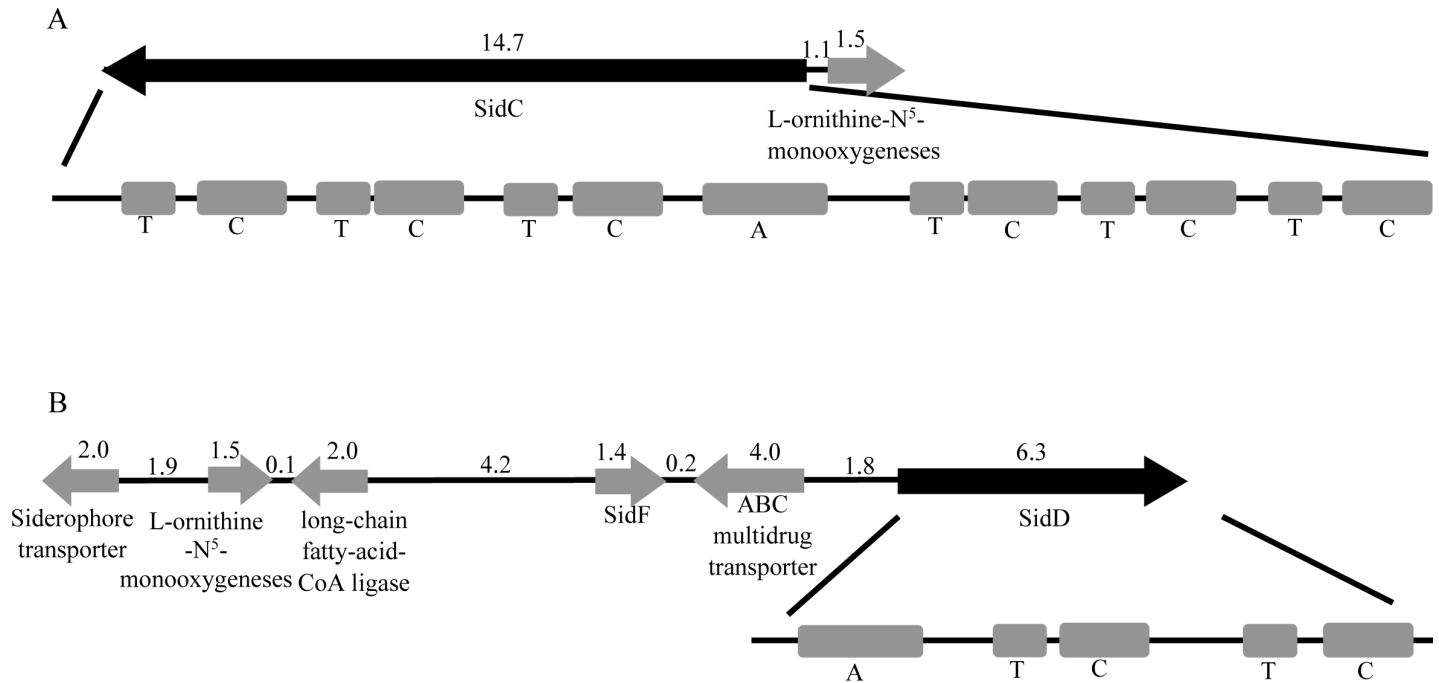 A
14.7
1.1
1.5
SidC
L-ornithine-N⁵-
monooxygeneses
T C T C T C A T C T C T C
B
2.0 1.9 1.5 0.1 2.0 4.2 1.4 0.2 4.0 1.8 6.3
Siderophore
transporter
L-ornithine
-N⁵-
monooxygeneses
long-chain
fatty-acid-
CoA ligase
SidF
ABC
multidrug
transporter
SidD
A T C T C